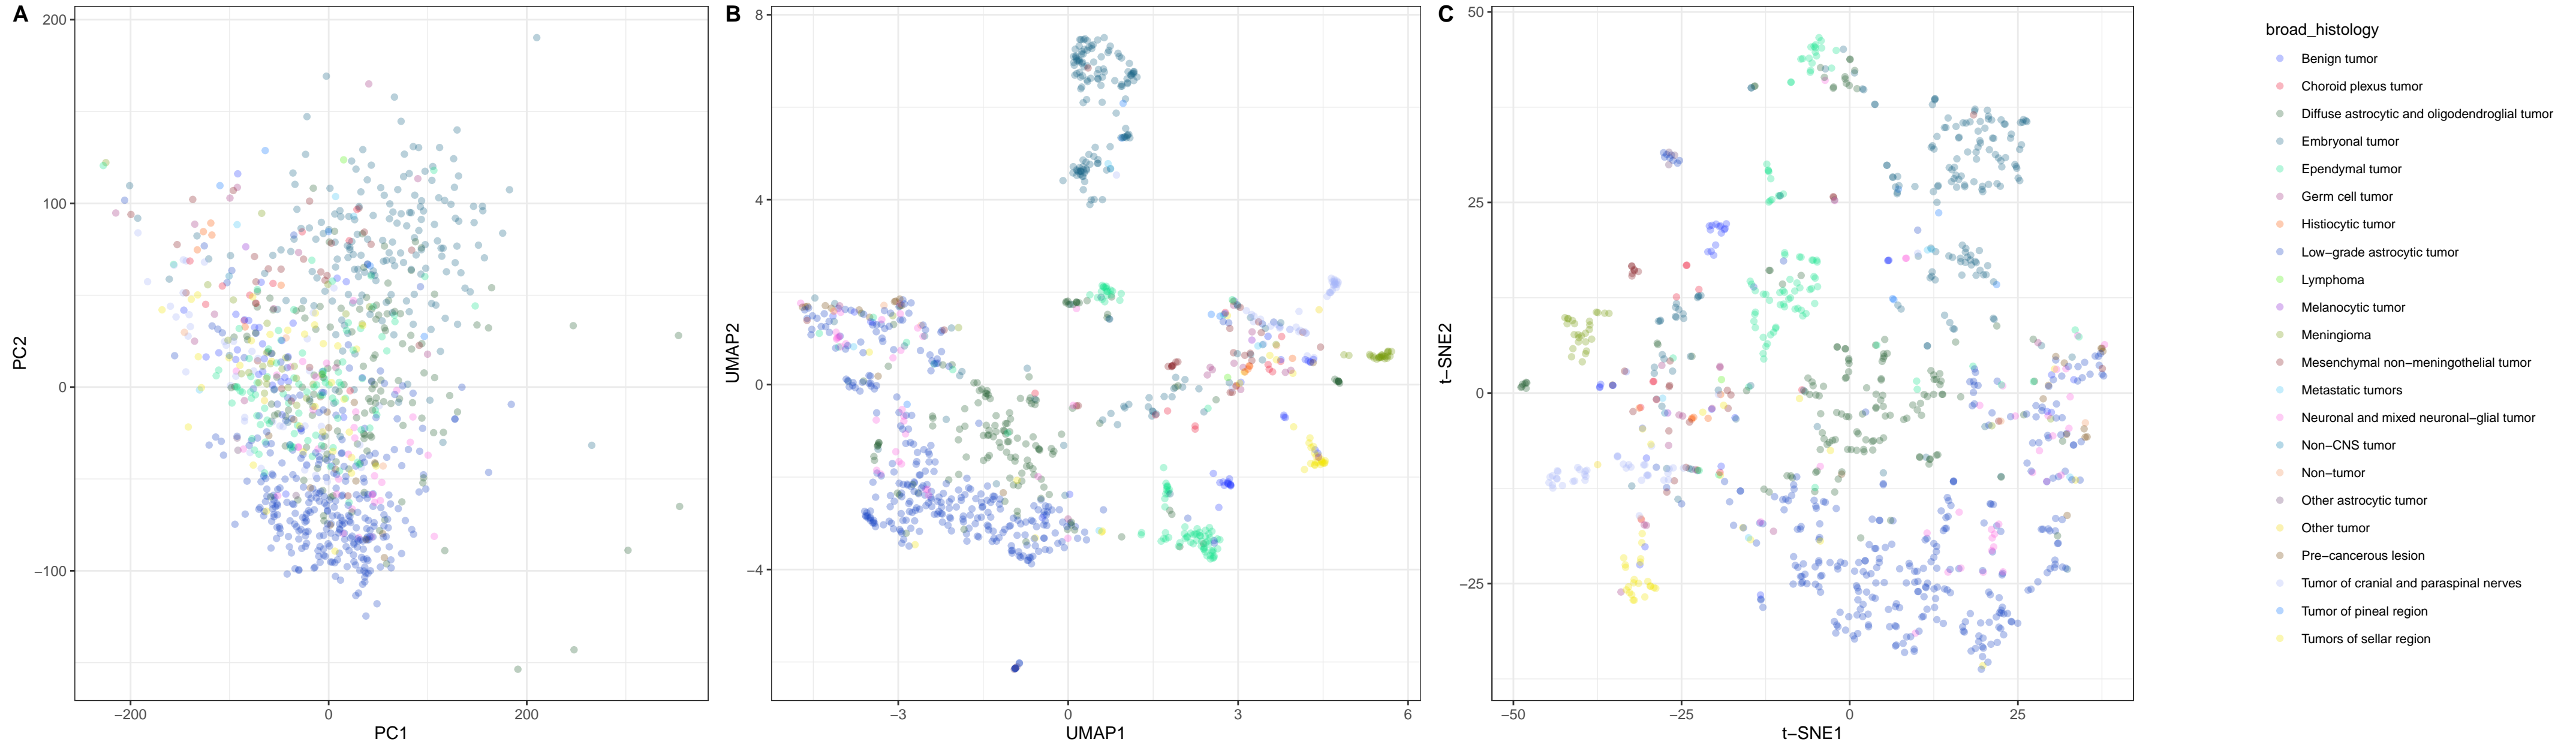 A
200
100
0
−100
PC2
−200
0
200
PC1
B
8
4
0
−4
UMAP2
−3
0
3
6
UMAP1
C
50
25
0
−25
t−SNE2
−50
−25
0
25
t−SNE1
broad_histology
Benign tumor
Choroid plexus tumor
Diffuse astrocytic and oligodendroglial tumor
Embryonal tumor
Ependymal tumor
Germ cell tumor
Histiocytic tumor
Low−grade astrocytic tumor
Lymphoma
Melanocytic tumor
Meningioma
Mesenchymal non−meningothelial tumor
Metastatic tumors
Neuronal and mixed neuronal−glial tumor
Non−CNS tumor
Non−tumor
Other astrocytic tumor
Other tumor
Pre−cancerous lesion
Tumor of cranial and paraspinal nerves
Tumor of pineal region
Tumors of sellar region